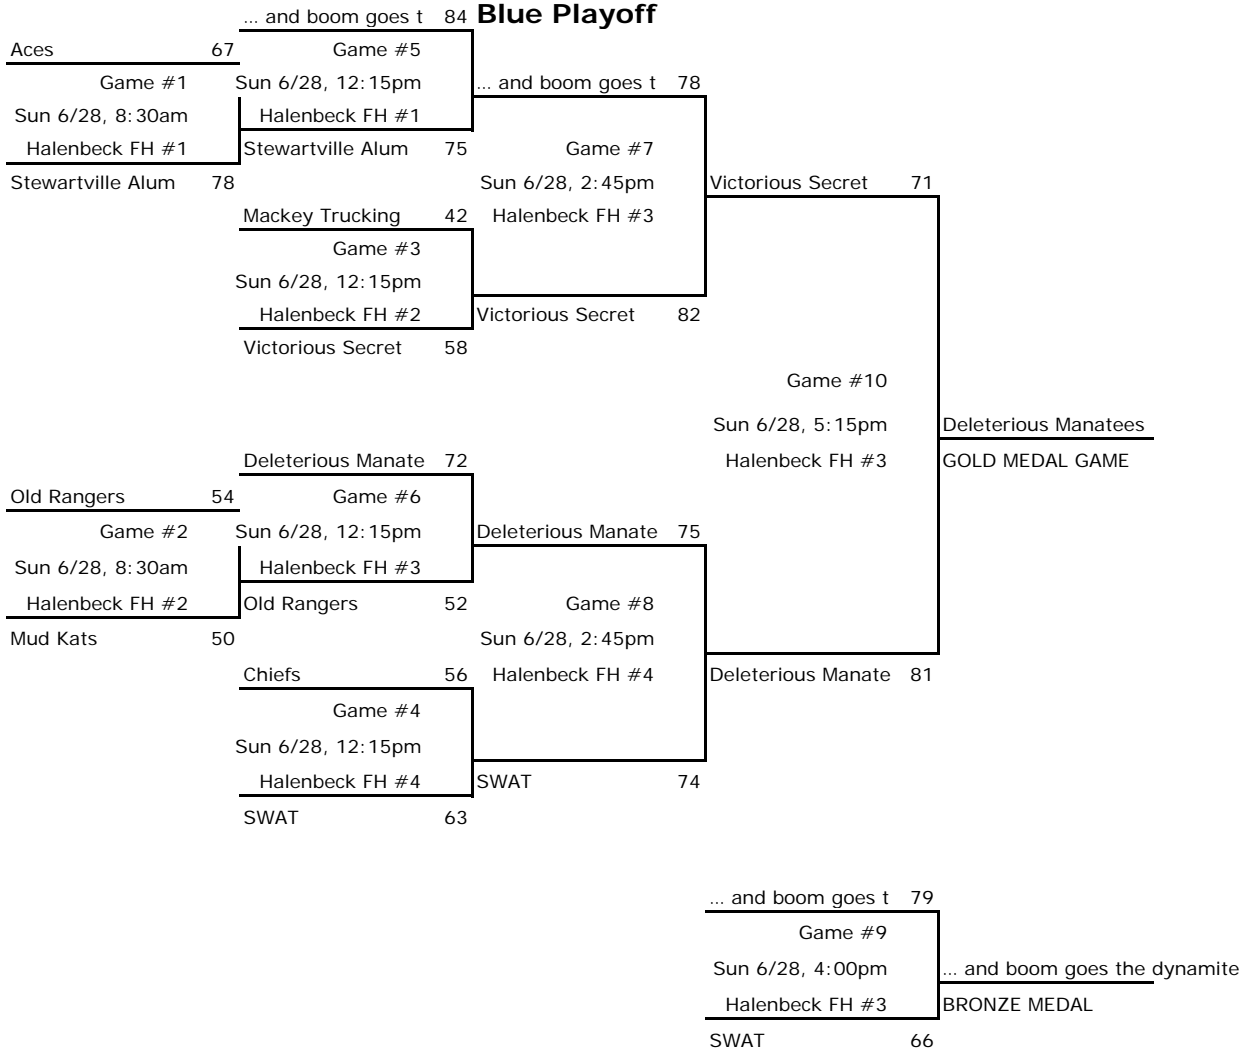 ... and boom goes t 84 Blue Playoff
Aces 67 Game #5
Game #1 Sun 6/28, 12:15pm ... and boom goes t 78
Sun 6/28, 8:30am Halenbeck FH #1
Halenbeck FH #1 Stewartville Alum 75 Game #7
Stewartville Alum 78 Sun 6/28, 2:45pm Victorious Secret 71
Mackey Trucking 42 Halenbeck FH #3
Game #3
Sun 6/28, 12:15pm
Halenbeck FH #2 Victorious Secret 82
Victorious Secret 58
Game #10
Sun 6/28, 5:15pm Deleterious Manatees
Deleterious Manate 72 Halenbeck FH #3 GOLD MEDAL GAME
Old Rangers 54 Game #6
Game #2 Sun 6/28, 12:15pm Deleterious Manate 75
Sun 6/28, 8:30am Halenbeck FH #3
Halenbeck FH #2 Old Rangers 52 Game #8
Mud Kats 50 Sun 6/28, 2:45pm
Chiefs 56 Halenbeck FH #4 Deleterious Manate 81
Game #4
Sun 6/28, 12:15pm
Halenbeck FH #4 SWAT 74
SWAT 63
... and boom goes t 79
Game #9
Sun 6/28, 4:00pm ... and boom goes the dynamite
Halenbeck FH #3 BRONZE MEDAL
SWAT 66